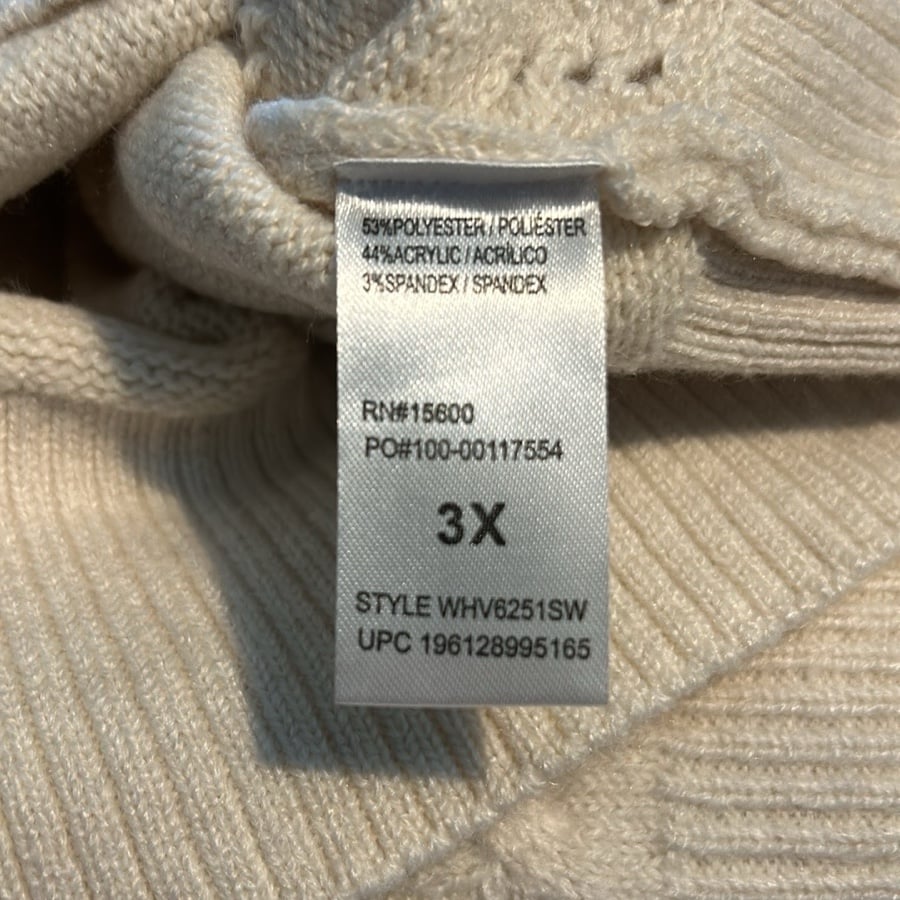 53%POLYESTER / POLIÉSTER
44%ACRYLIC / ACRÍLICO
3%SPANDEX / SPANDEX
RN#15600
PO#100-00117554
3X
STYLE WHV6251SW
UPC 196128995165